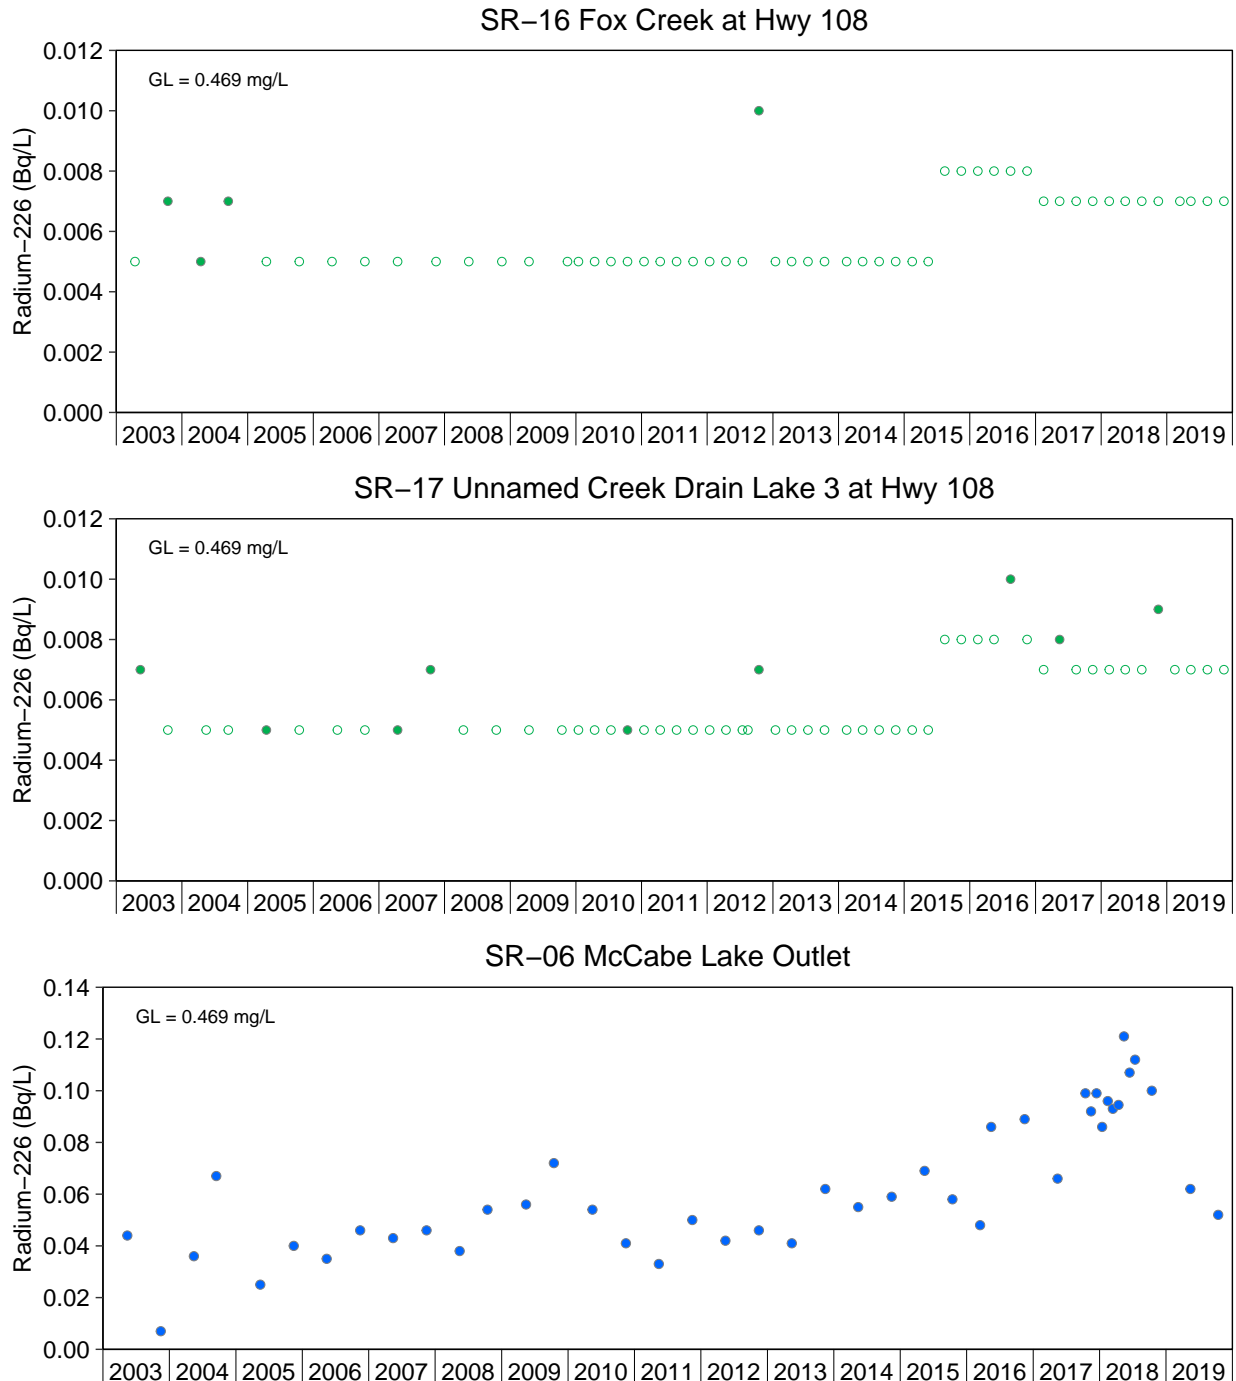 SR−16 Fox Creek at Hwy 108
0.012
GL = 0.469 mg/L
0.010
0.008
0.006
0.004
0.002
0.000
Radium−226 (Bq/L)
2003 2004 2005 2006 2007 2008 2009 2010 2011 2012 2013 2014 2015 2016 2017 2018 2019
SR−17 Unnamed Creek Drain Lake 3 at Hwy 108
0.012
GL = 0.469 mg/L
0.010
0.008
0.006
0.004
0.002
0.000
Radium−226 (Bq/L)
2003 2004 2005 2006 2007 2008 2009 2010 2011 2012 2013 2014 2015 2016 2017 2018 2019
SR−06 McCabe Lake Outlet
0.14
GL = 0.469 mg/L
0.12
0.10
0.08
0.06
0.04
0.02
0.00
Radium−226 (Bq/L)
2003 2004 2005 2006 2007 2008 2009 2010 2011 2012 2013 2014 2015 2016 2017 2018 2019